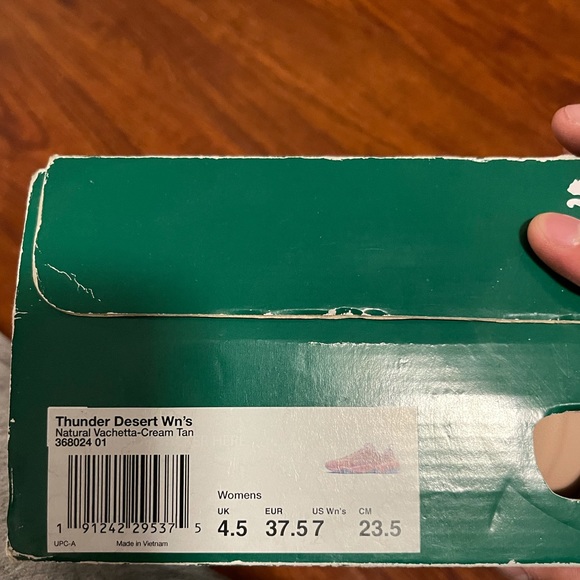 Thunder Desert Wn's
Natural Vachetta-Cream Tan
368024 01
1 91242 29537 5
UPC-A Made in Vietnam
Womens
UK EUR US Wn's CM
4.5 37.5 7 23.5